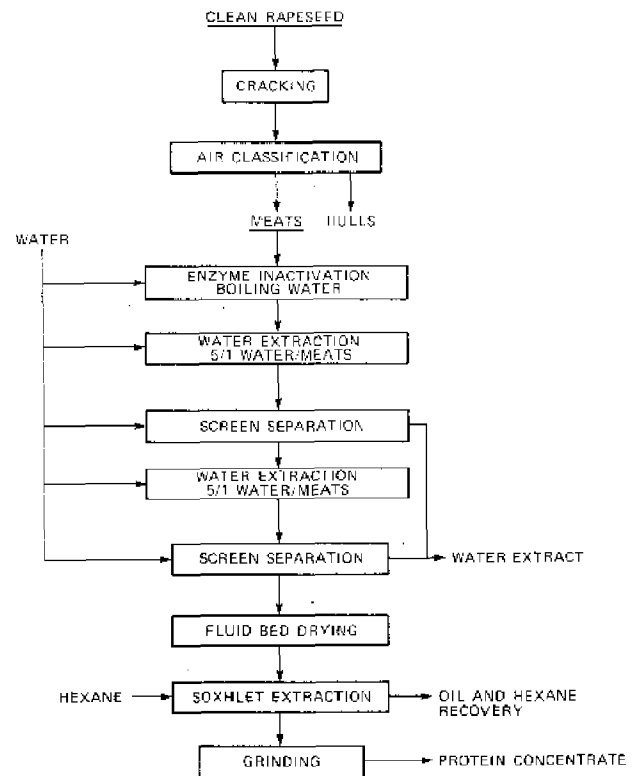 CLEAN RAPESEED
CRACKING
AIR CLASSIFICATION
MEATS HULLS
WATER
ENZYME INACTIVATION
BOILING WATER
WATER EXTRACTION
5/1 WATER/MEATS
SCREEN SEPARATION
WATER EXTRACTION
5/1 WATER/MEATS
SCREEN SEPARATION WATER EXTRACT
FLUID BED DRYING
HEXANE SOXHLET EXTRACTION OIL AND HEXANE
RECOVERY
GRINDING PROTEIN CONCENTRATE